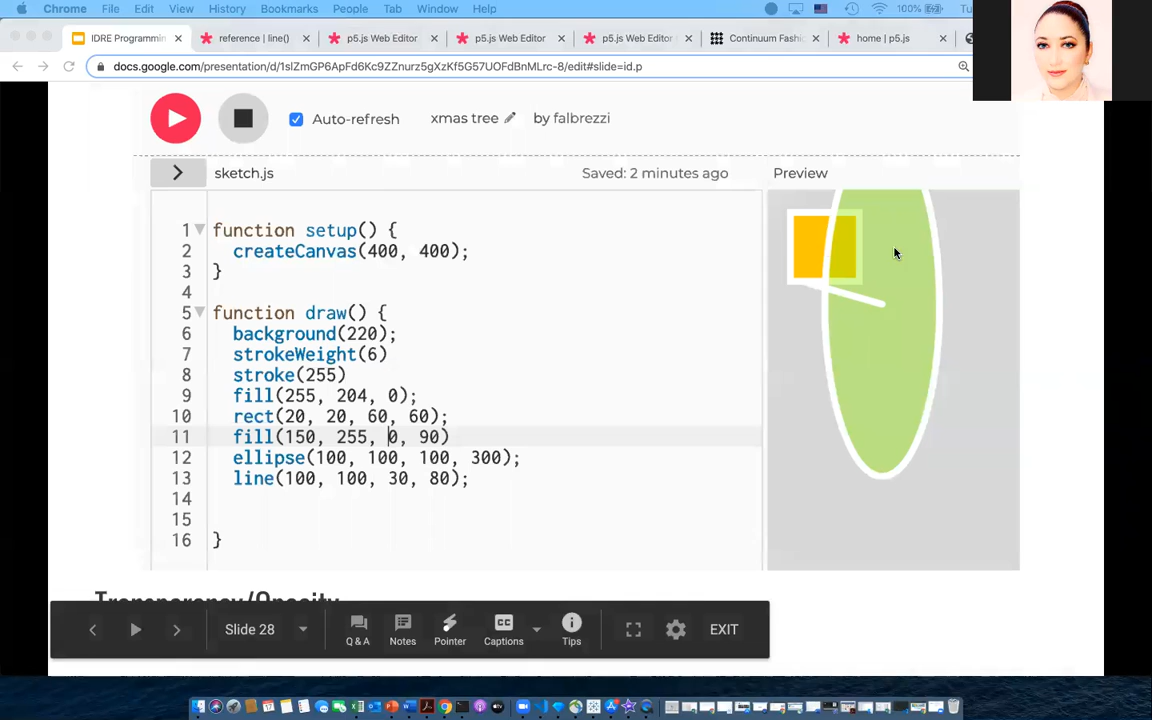 Chrome File Edit View History Bookmarks People Tab Window Help 100%
IDRE Programmin reference | line() p5.js Web Editor p5.js Web Editor p5.js Web Editor Continuum Fashi home | p5.js
docs.google.com/presentation/d/1slZmGP6ApFd6Kc9ZZnurz5gXzKf5G57UOFdBnMLrc-8/edit#slide=id.p
Auto-refresh xmas tree by falbrezzi
sketch.js Saved: 2 minutes ago Preview
1 function setup() {
2 createCanvas(400, 400);
3 }
4
5 function draw() {
6 background(220);
7 strokeWeight(6)
8 stroke(255)
9 fill(255, 204, 0);
10 rect(20, 20, 60, 60);
11 fill(150, 255, 0, 90)
12 ellipse(100, 100, 100, 300);
13 line(100, 100, 30, 80);
14
15
16 }
Transparency/Opacity
Slide 28 Q & A Notes Pointer Captions Tips EXIT